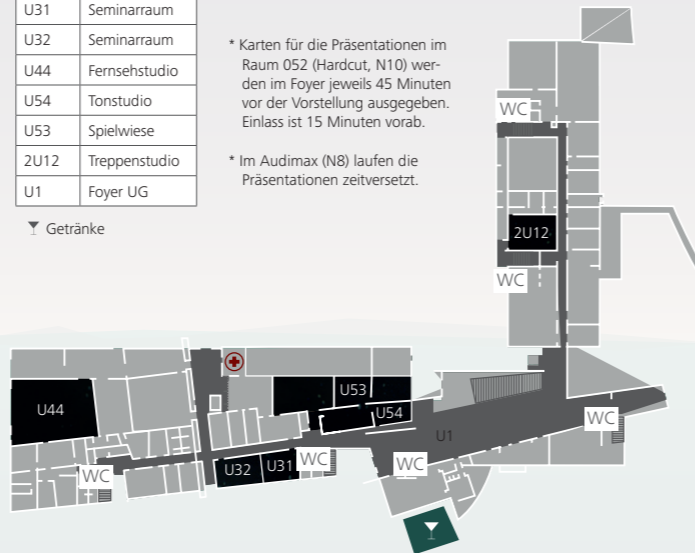 U31 Seminarraum
U32 Seminarraum
U44 Fernsehstudio
U54 Tonstudio
U53 Spielwiese
2U12 Treppenstudio
U1 Foyer UG
Getränke
* Karten für die Präsentationen im
Raum 052 (Hardcut, N10) wer-
den im Foyer jeweils 45 Minuten
vor der Vorstellung ausgegeben.
Einlass ist 15 Minuten vorab.
* Im Audimax (N8) laufen die
Präsentationen zeitversetzt.
WC
2U12
WC
U53
U44
U54
WC
U1
U32
U31
WC
WC
WC